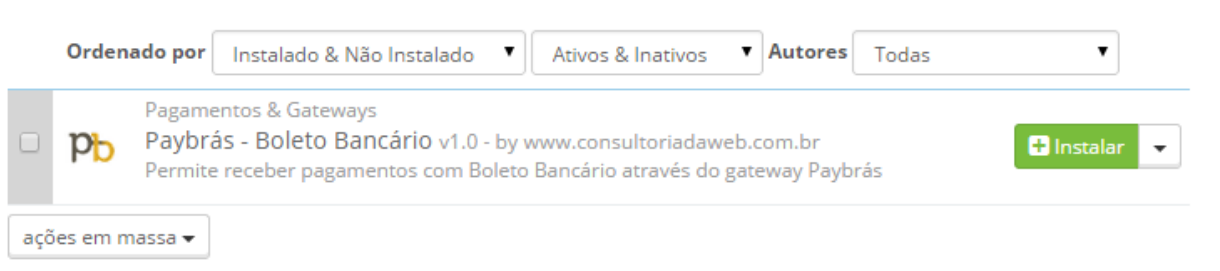 Ordenado por Instalado & Não Instalado Ativos & Inativos Autores Todas
Pagamentos & Gateways
pb Paybrás - Boleto Bancário v1.0 - by www.consultoriadaweb.com.br Instalar
Permite receber pagamentos com Boleto Bancário através do gateway Paybrás
ações em massa